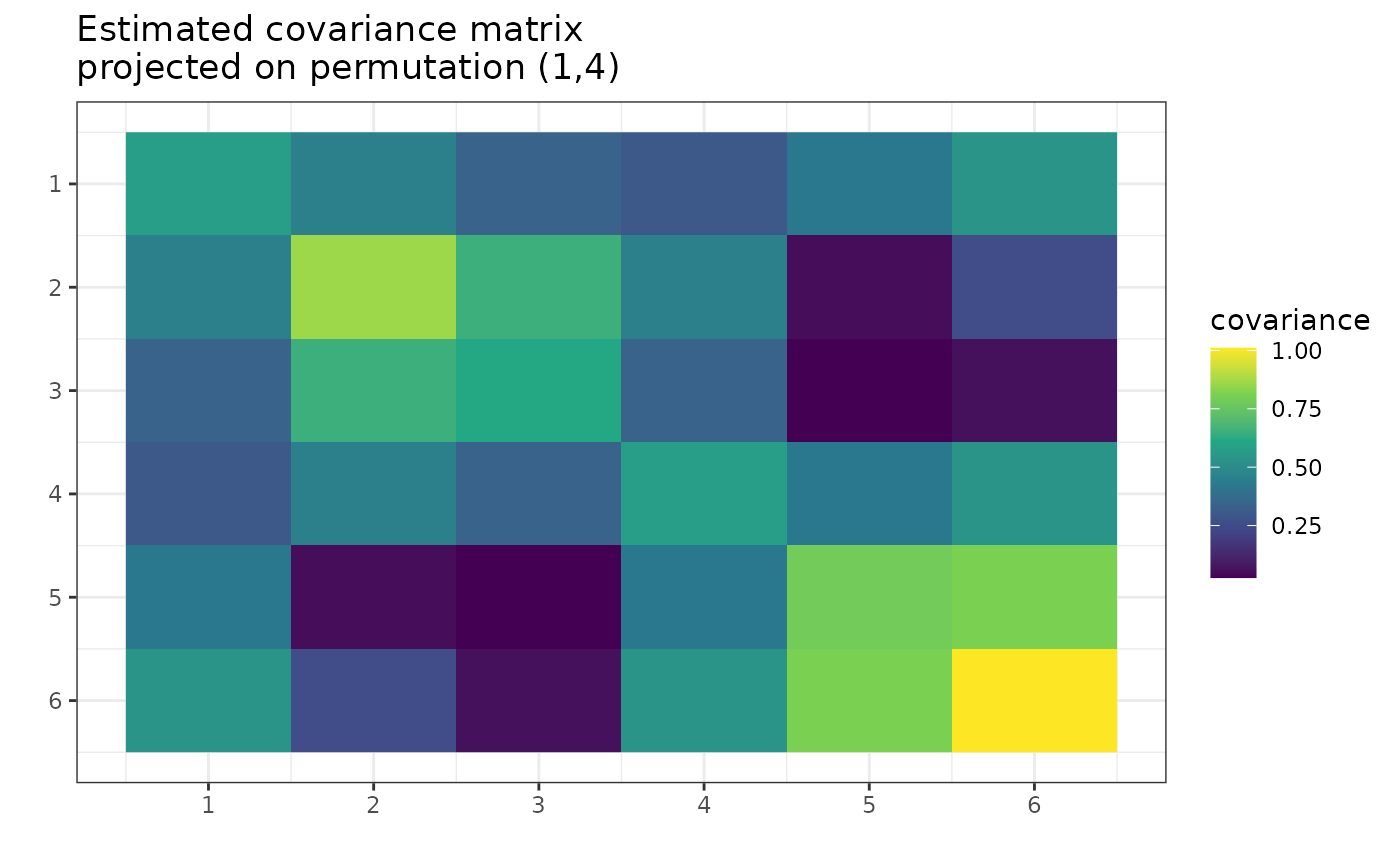 Estimated covariance matrix
projected on permutation (1,4)
1
2
3
4
5
6
1 2 3 4 5 6
covariance
1.00
0.75
0.50
0.25